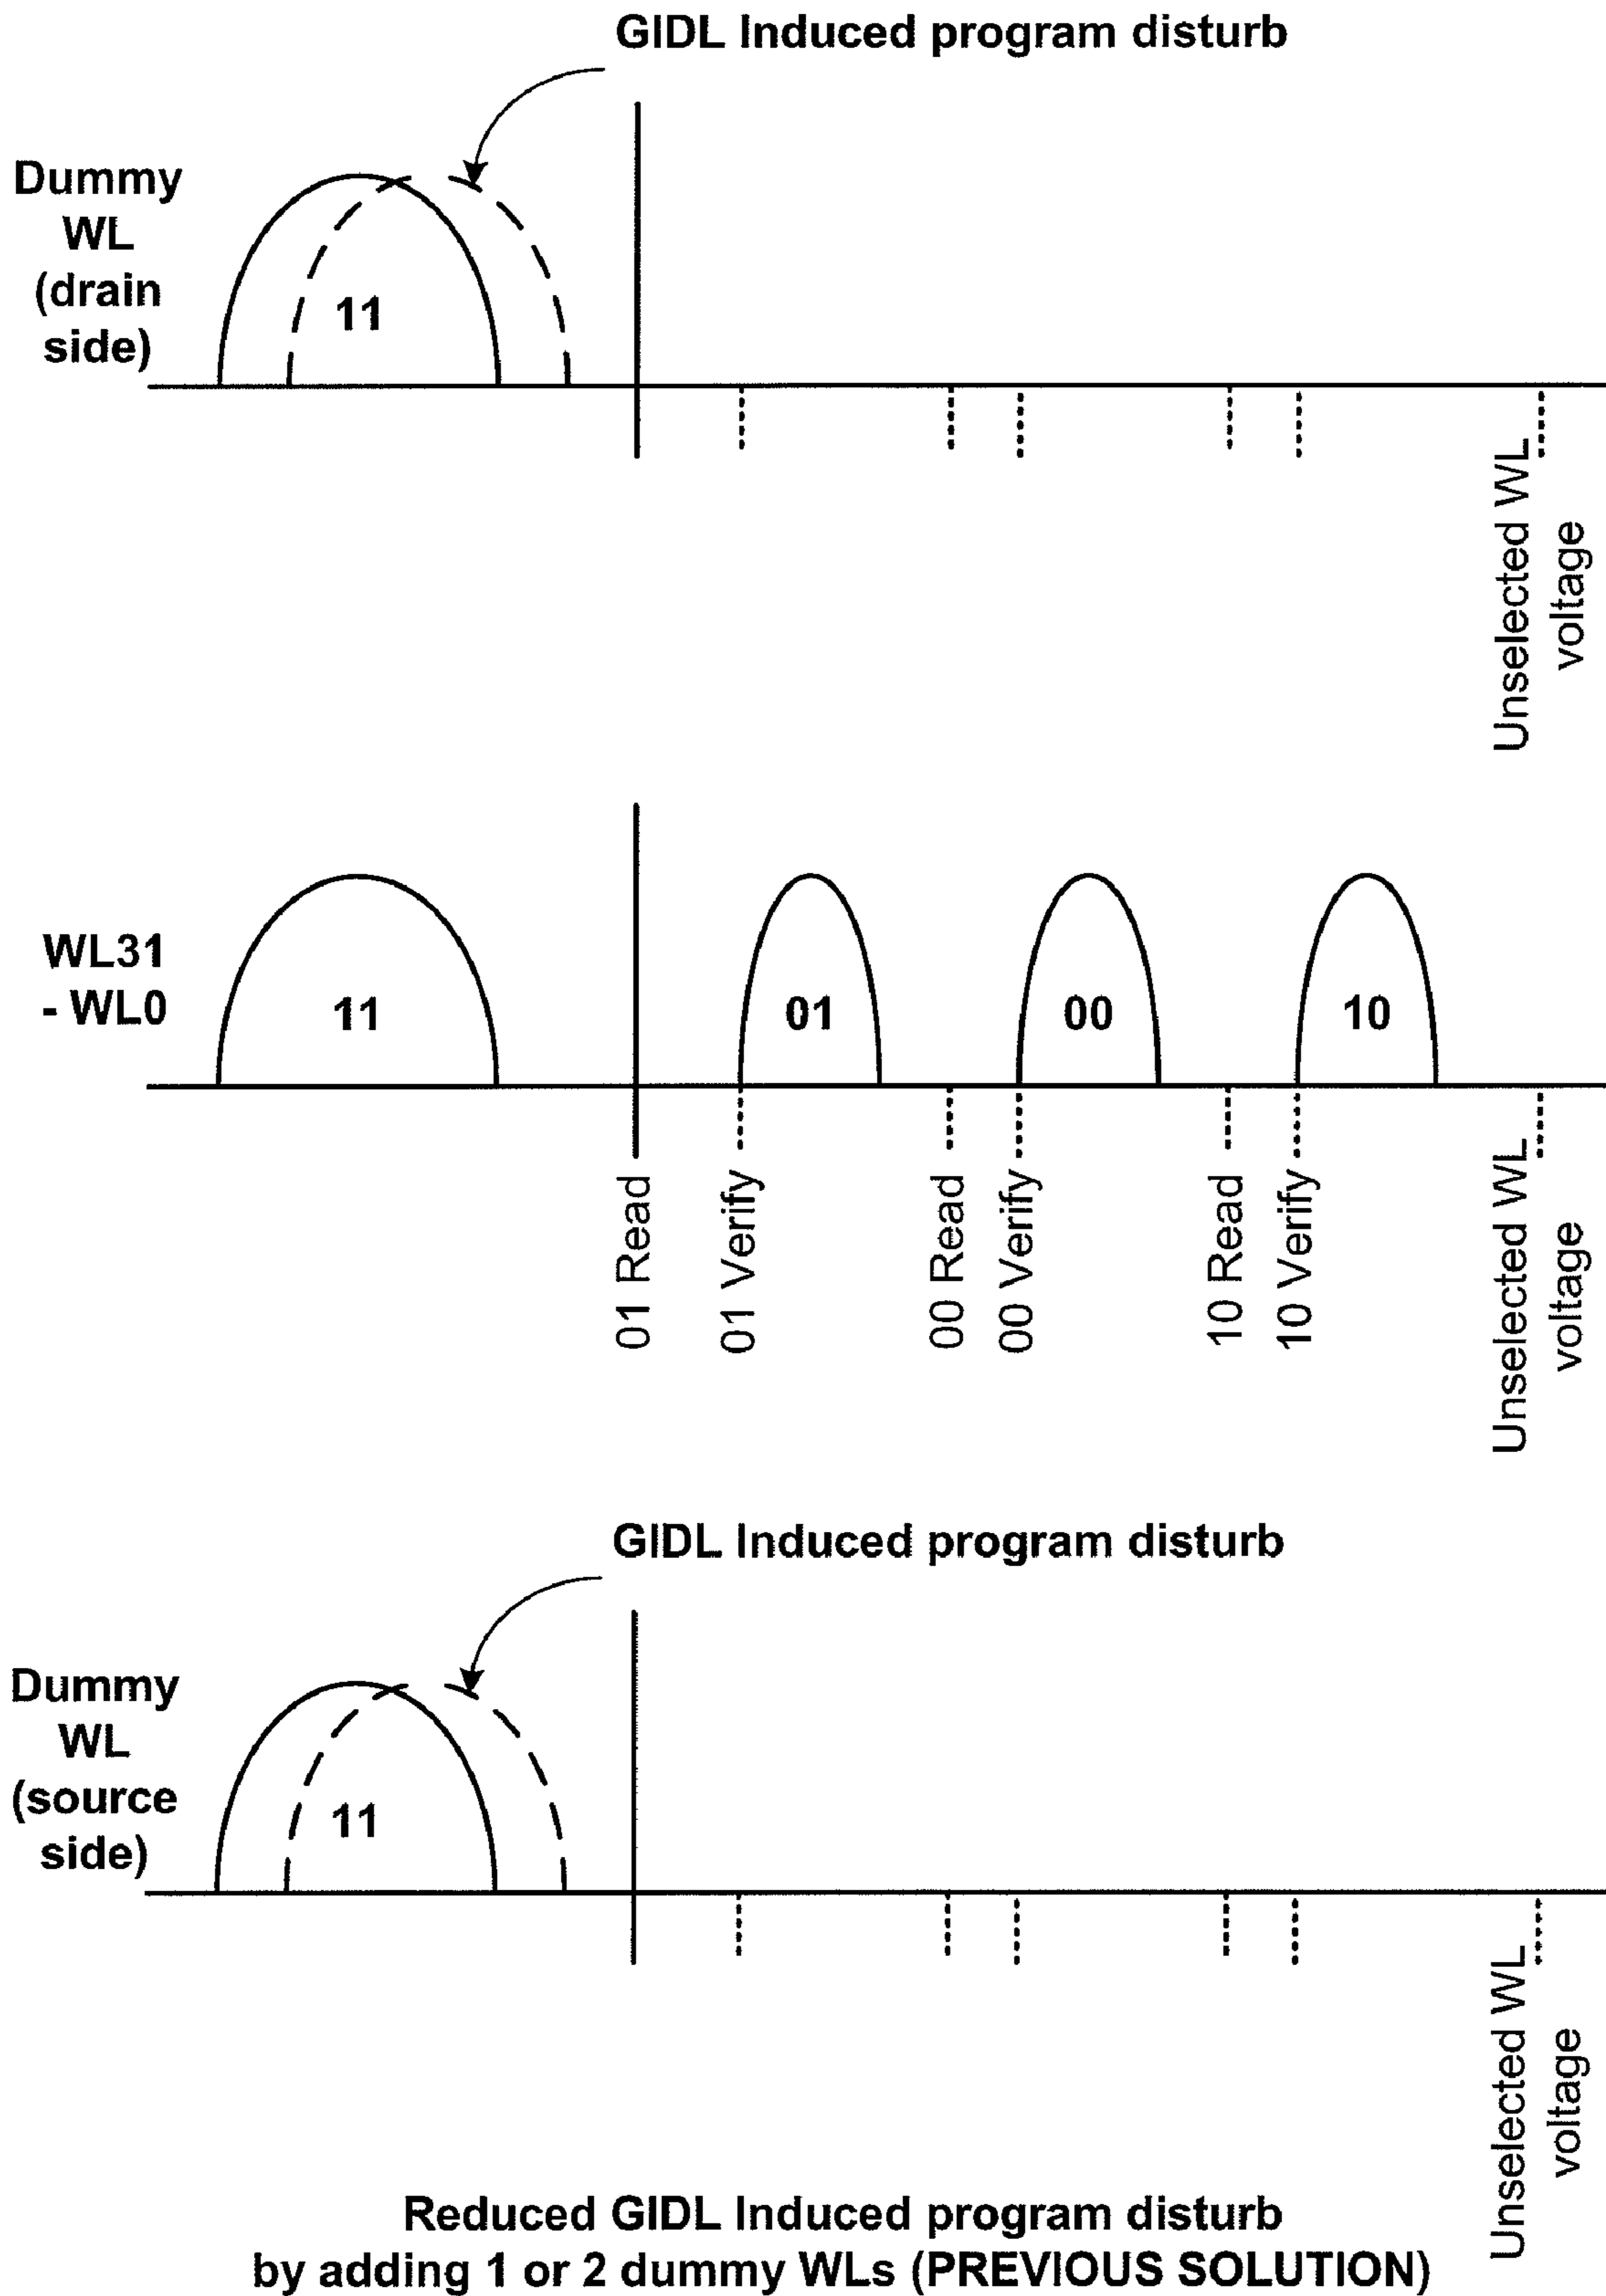 GIDL Induced program disturb
Dummy
WL
(drain
side)
11
Unselected WL
voltage
WL31
- WL0
11
01
00
10
01 Read
01 Verify
00 Read
00 Verify
10 Read
10 Verify
Unselected WL
voltage
GIDL Induced program disturb
Dummy
WL
(source
side)
11
Unselected WL
voltage
Reduced GIDL Induced program disturb
by adding 1 or 2 dummy WLs (PREVIOUS SOLUTION)